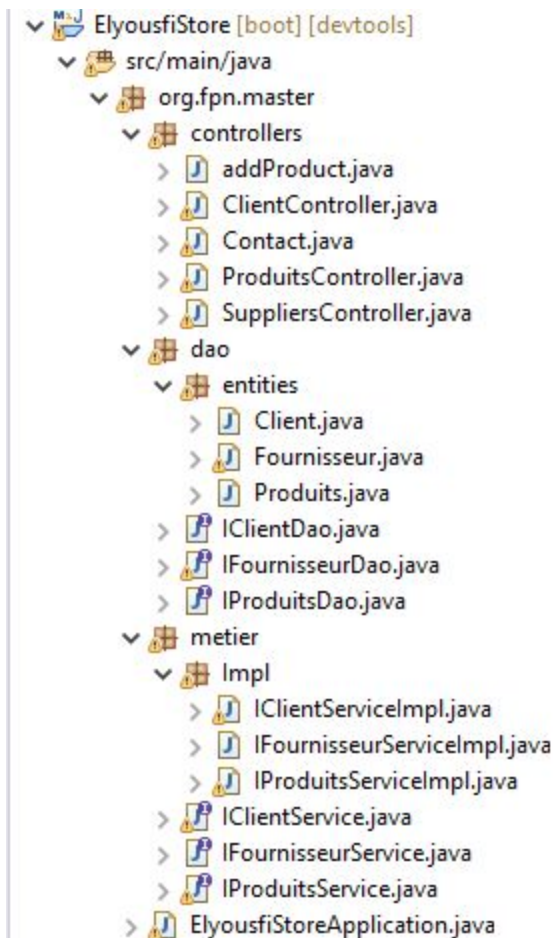 ElyousfiStore [boot] [devtools]
src/main/java
org.fpn.master
controllers
addProduct.java
ClientController.java
Contact.java
ProduitsController.java
SuppliersController.java
dao
entities
Client.java
Fournisseur.java
Produits.java
IClientDao.java
IFournisseurDao.java
IProduitsDao.java
metier
Impl
IClientServiceImpl.java
IFournisseurServiceImpl.java
IProduitsServiceImpl.java
IClientService.java
IFournisseurService.java
IProduitsService.java
ElyousfiStoreApplication.java